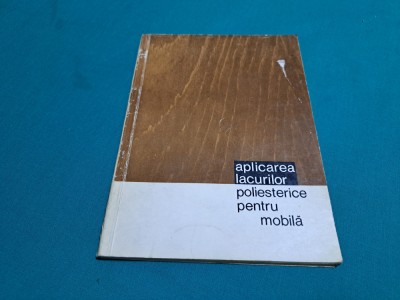 aplicarea
lacurilor
poliesterice
pentru
mobilă